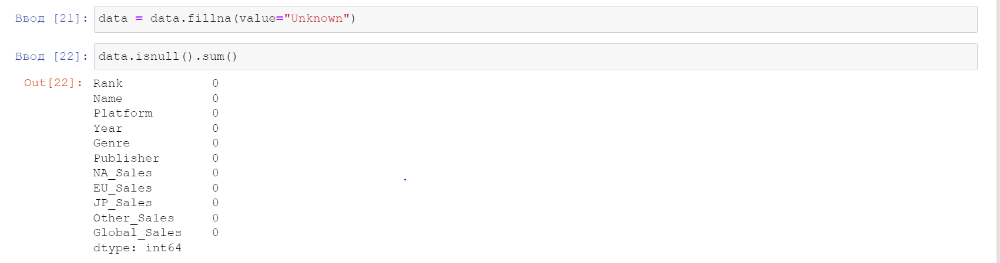 Ввод [21]: data = data.fillna(value="Unknown")
Ввод [22]: data.isnull().sum()
Out[22]: Rank 0
Name 0
Platform 0
Year 0
Genre 0
Publisher 0
NA_Sales 0
EU_Sales 0
JP_Sales 0
Other_Sales 0
Global_Sales 0
dtype: int64